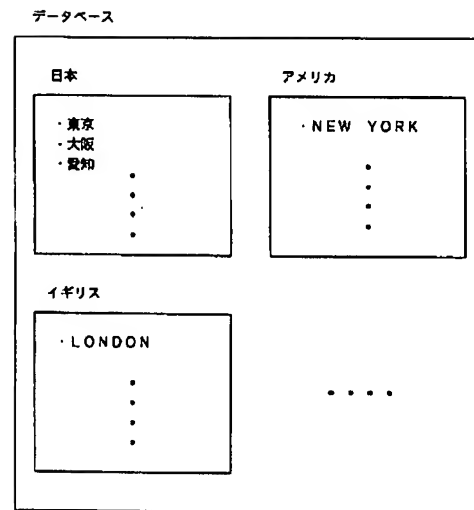 データベース
日本
・東京
・大阪
・愛知
アメリカ
・NEW YORK
イギリス
・LONDON